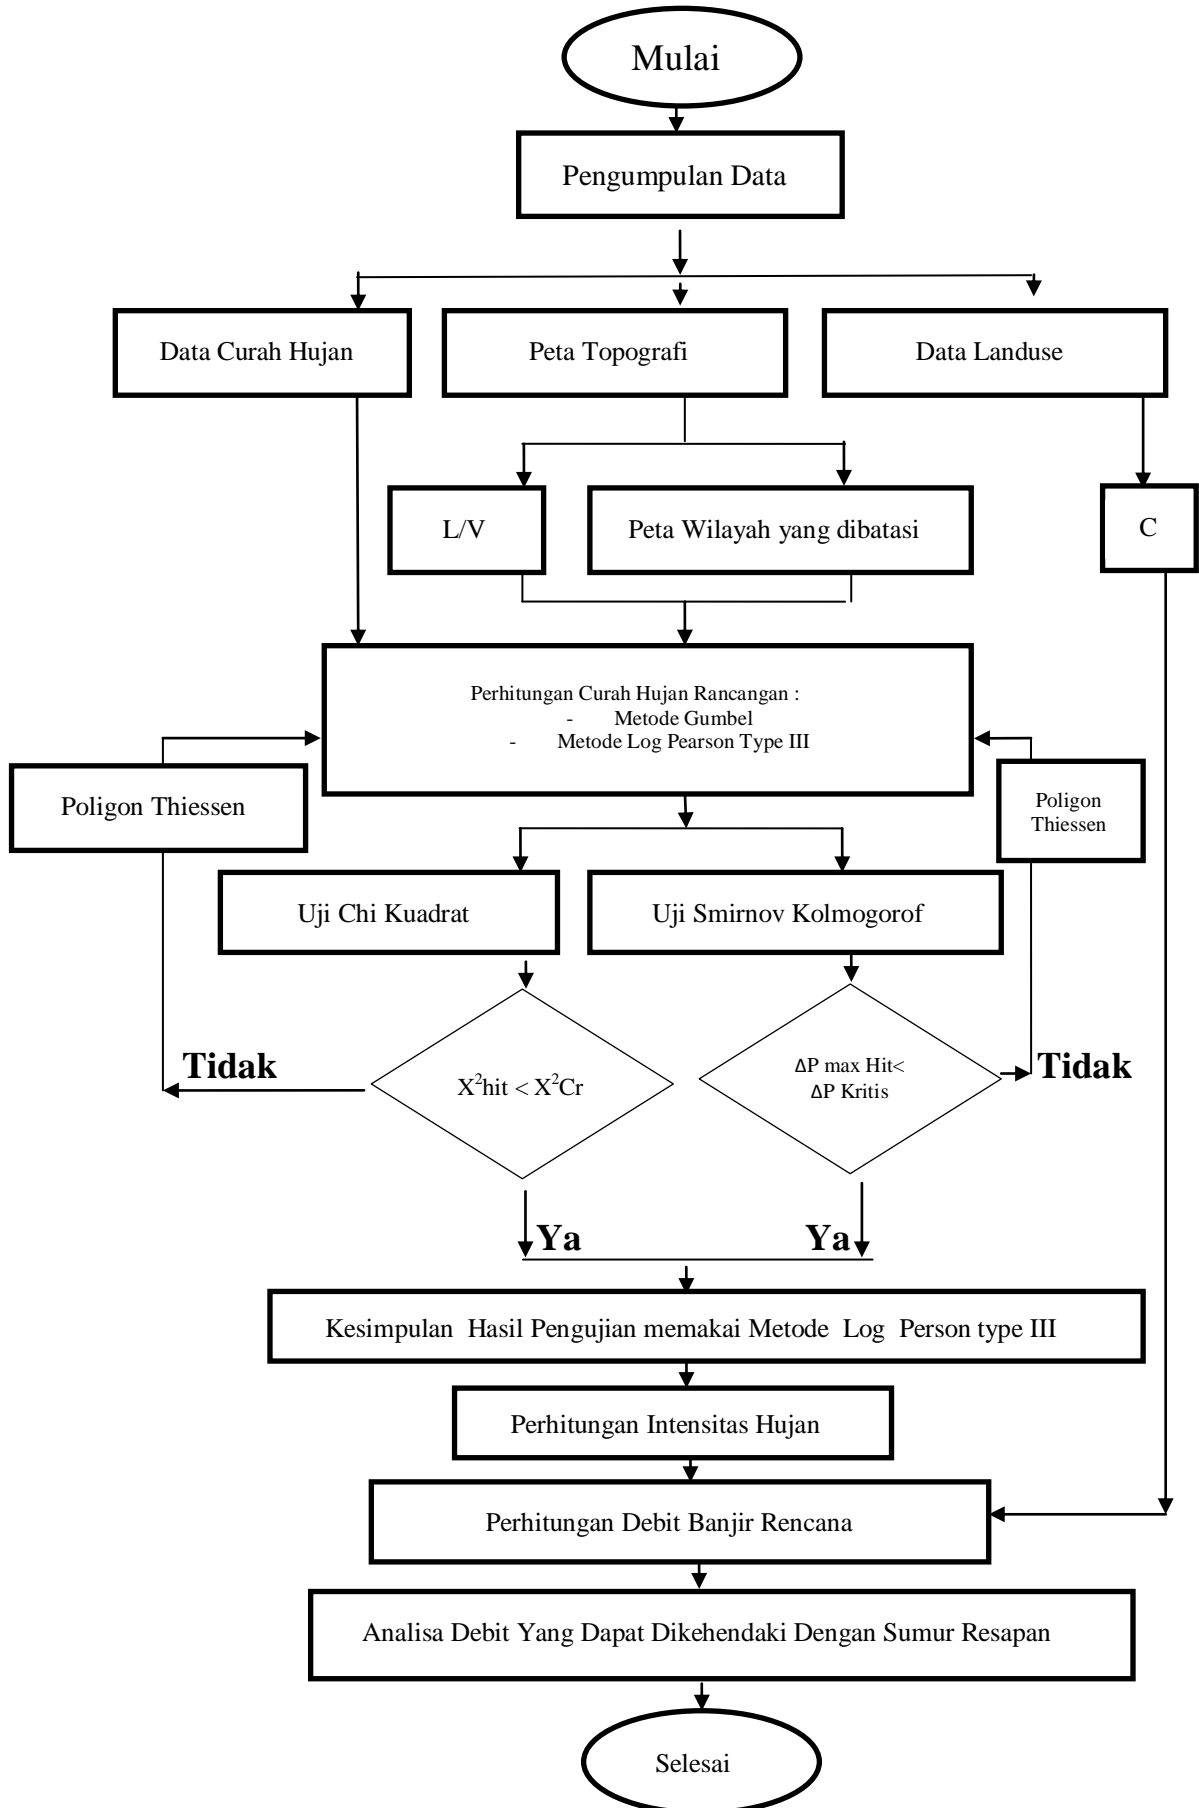 Mulai
Pengumpulan Data
Data Curah Hujan
Peta Topografi
Data Landuse
L/V
Peta Wilayah yang dibatasi
C
Perhitungan Curah Hujan Rancangan :
- Metode Gumbel
- Metode Log Pearson Type III
Poligon Thiessen
Poligon
Thiessen
Uji Chi Kuadrat
Uji Smirnov Kolmogorof
Tidak
X²hit < X²Cr
ΔP max Hit<
ΔP Kritis
Tidak
Ya
Ya
Kesimpulan Hasil Pengujian memakai Metode Log Person type III
Perhitungan Intensitas Hujan
Perhitungan Debit Banjir Rencana
Analisa Debit Yang Dapat Dikehendaki Dengan Sumur Resapan
Selesai